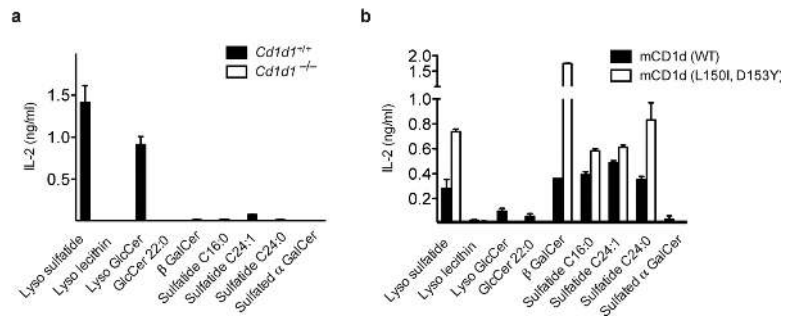 a
Cd1d1+/+
Cd1d1 −/−
IL-2 (ng/ml)
1.5
1.0
0.5
Lyso sulfatide
Lyso lecithin
Lyso GlcCer
GlcCer 22:0
β GalCer
Sulfatide C16:0
Sulfatide C24:1
Sulfatide C24:0
Sulfated α GalCer
b
mCD1d (WT)
mCD1d (L150I, D153Y)
IL-2 (ng/ml)
2.0
1.5
1.0
0.8
0.6
0.4
0.2
Lyso sulfatide
Lyso lecithin
Lyso GlcCer
GlcCer 22:0
β GalCer
Sulfatide C16:0
Sulfatide C24:1
Sulfatide C24:0
Sulfated α GalCer